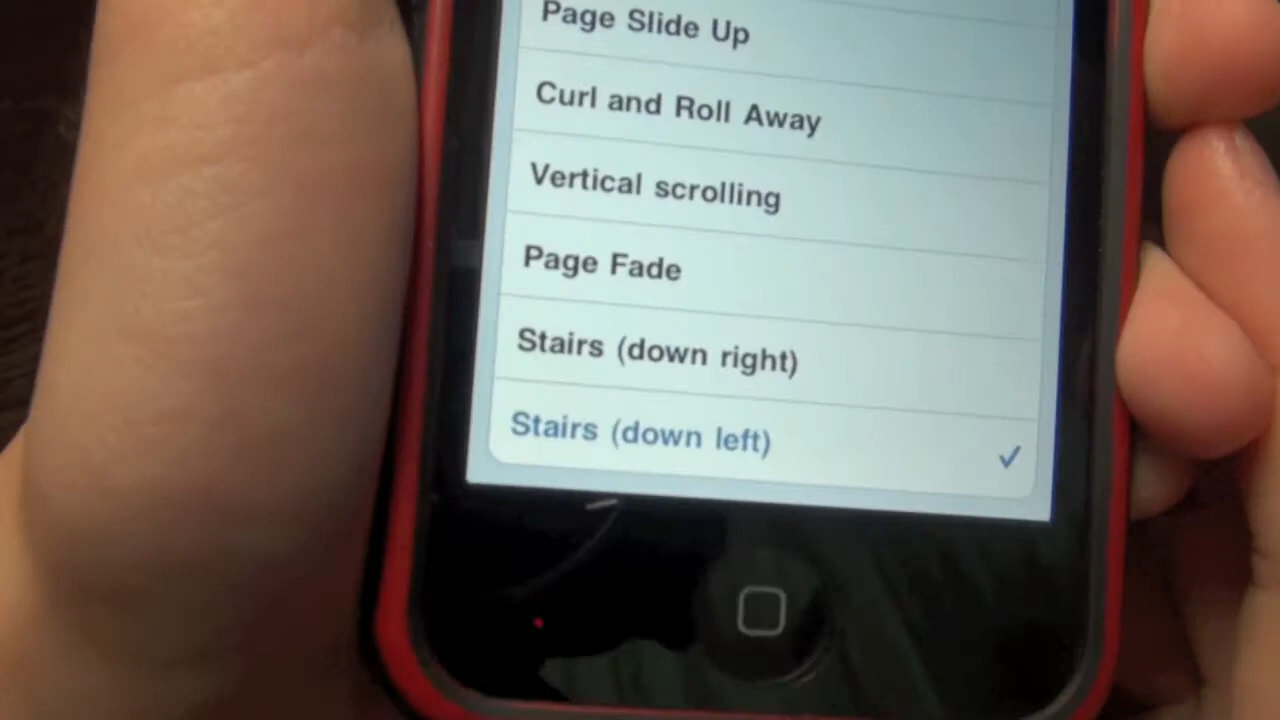 Page Slide Up
Curl and Roll Away
Vertical scrolling
Page Fade
Stairs (down right)
Stairs (down left)